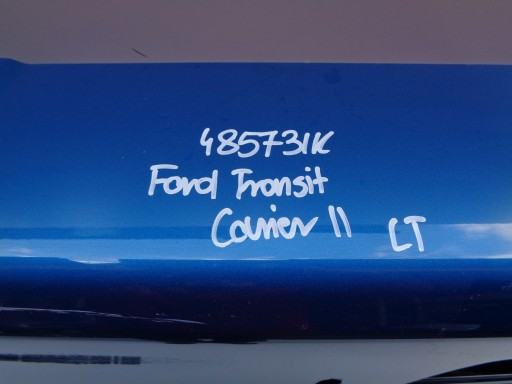 485731K
Ford Transit
Courier II
LT